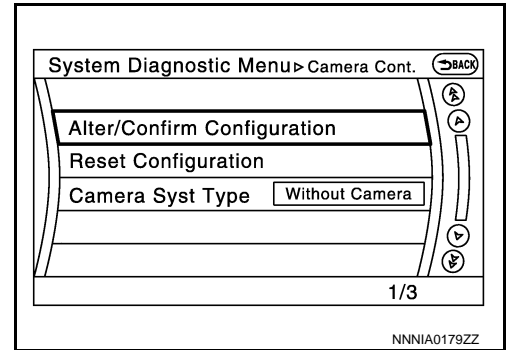 System Diagnostic Menu▷Camera Cont. BACK
Alter/Confirm Configuration
Reset Configuration
Camera Syst Type Without Camera
1/3
NNNIA0179ZZ